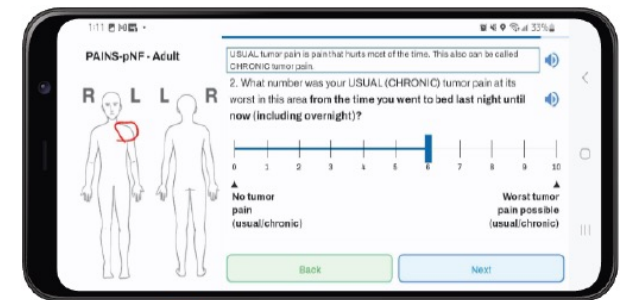 1:11
33%
PAINS-pNF - Adult
USUAL tumor pain is pain that hurts most of the time. This also can be called
CHRONIC tumor pain.
2. What number was your USUAL (CHRONIC) tumor pain at its
worst in this area from the time you went to bed last night until
now (including overnight)?
R L L R
0 1 2 3 4 5 6 7 8 9 10
No tumor
pain
(usual/chronic)
Worst tumor
pain possible
(usual/chronic)
Back
Next